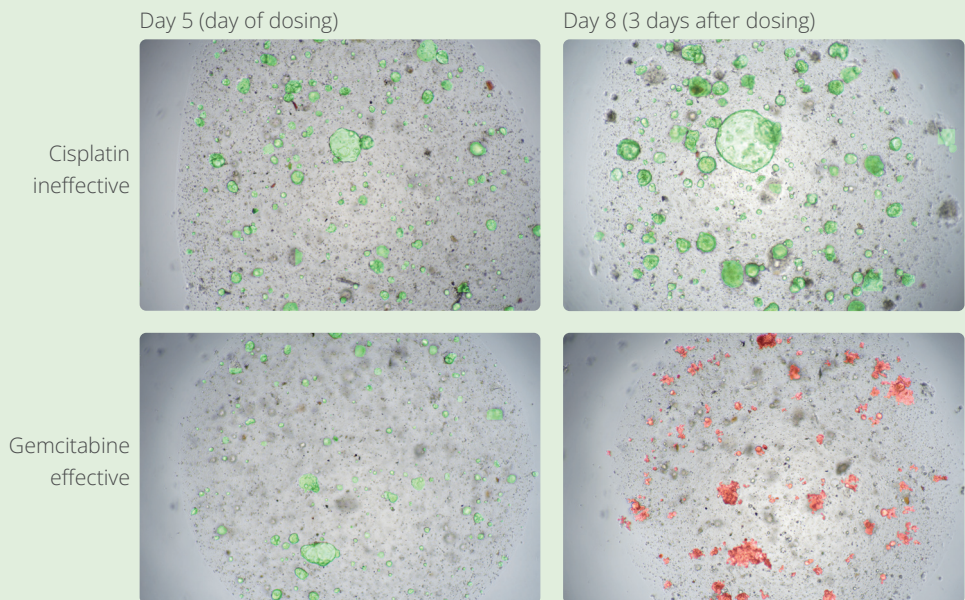 Day 5 (day of dosing)
Day 8 (3 days after dosing)
Cisplatin
ineffective
Gemcitabine
effective